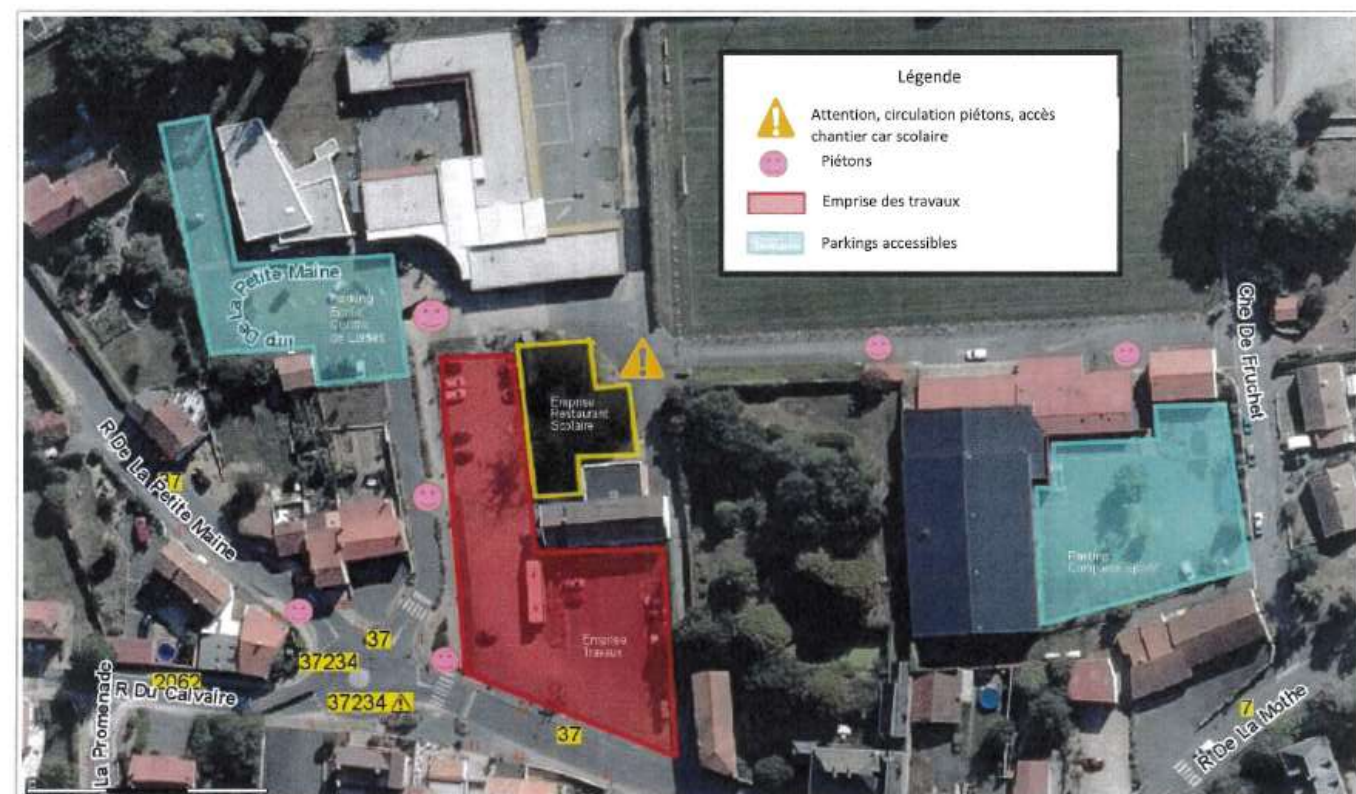 Légende
Attention, circulation piétons, accès
chantier car scolaire
Piétons
Emprise des travaux
Parkings accessibles
De La Petite Maine
Imp
Parking
de
Emprise
Restaurant
Scolaire
Che De Fruchet
R De La Petite Maine
37
Parking
Emprise
Travaux
37234
2062
R Du Calvaire
37234
37
7
La Promenade
R De La Mothe